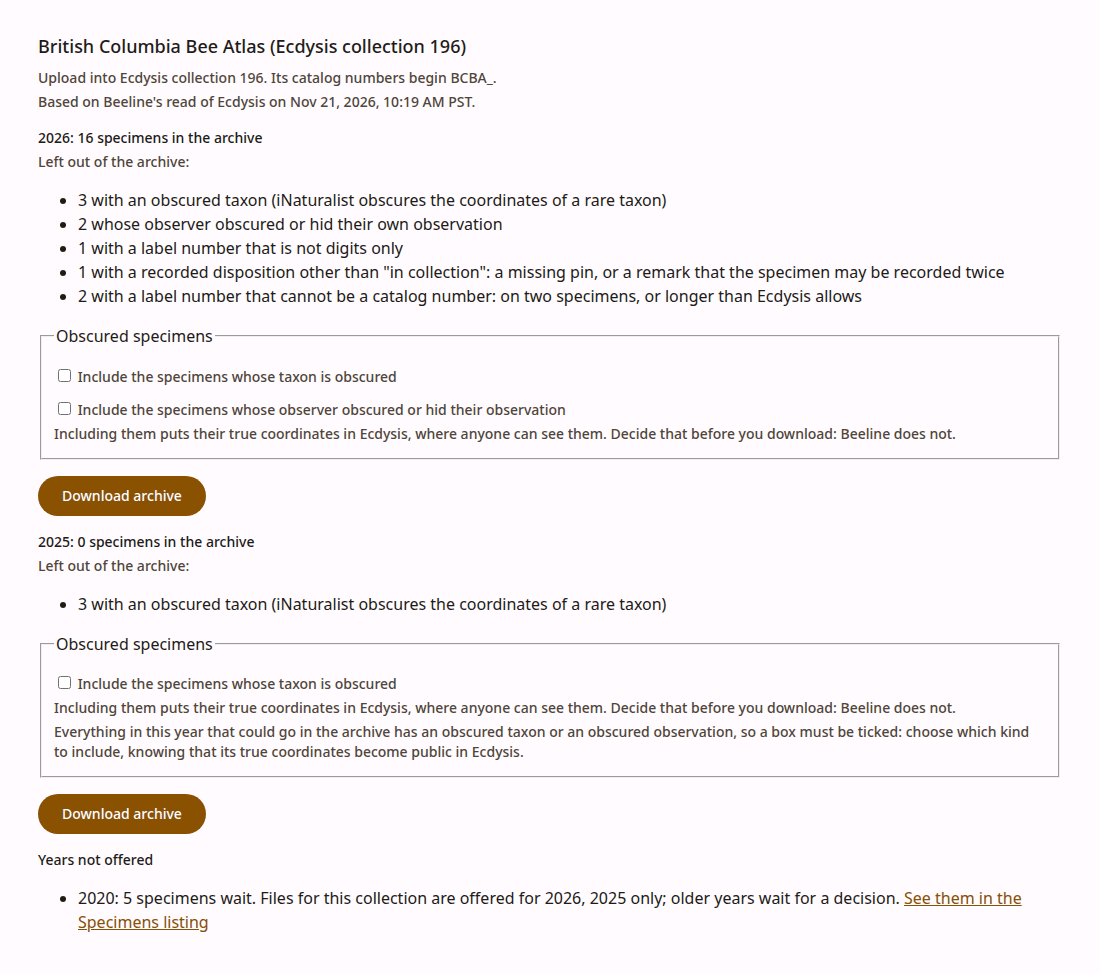 British Columbia Bee Atlas (Ecdysis collection 196)
Upload into Ecdysis collection 196. Its catalog numbers begin BCBA_.
Based on Beeline's read of Ecdysis on Nov 21, 2026, 10:19 AM PST.
2026: 16 specimens in the archive
Left out of the archive:
3 with an obscured taxon (iNaturalist obscures the coordinates of a rare taxon)
2 whose observer obscured or hid their own observation
1 with a label number that is not digits only
1 with a recorded disposition other than "in collection": a missing pin, or a remark that the specimen may be recorded twice
2 with a label number that cannot be a catalog number: on two specimens, or longer than Ecdysis allows
Obscured specimens
Include the specimens whose taxon is obscured
Include the specimens whose observer obscured or hid their observation
Including them puts their true coordinates in Ecdysis, where anyone can see them. Decide that before you download: Beeline does not.
Download archive
2025: 0 specimens in the archive
Left out of the archive:
3 with an obscured taxon (iNaturalist obscures the coordinates of a rare taxon)
Obscured specimens
Include the specimens whose taxon is obscured
Including them puts their true coordinates in Ecdysis, where anyone can see them. Decide that before you download: Beeline does not.
Everything in this year that could go in the archive has an obscured taxon or an obscured observation, so a box must be ticked: choose which kind
to include, knowing that its true coordinates become public in Ecdysis.
Download archive
Years not offered
2020: 5 specimens wait. Files for this collection are offered for 2026, 2025 only; older years wait for a decision. See them in the
Specimens listing